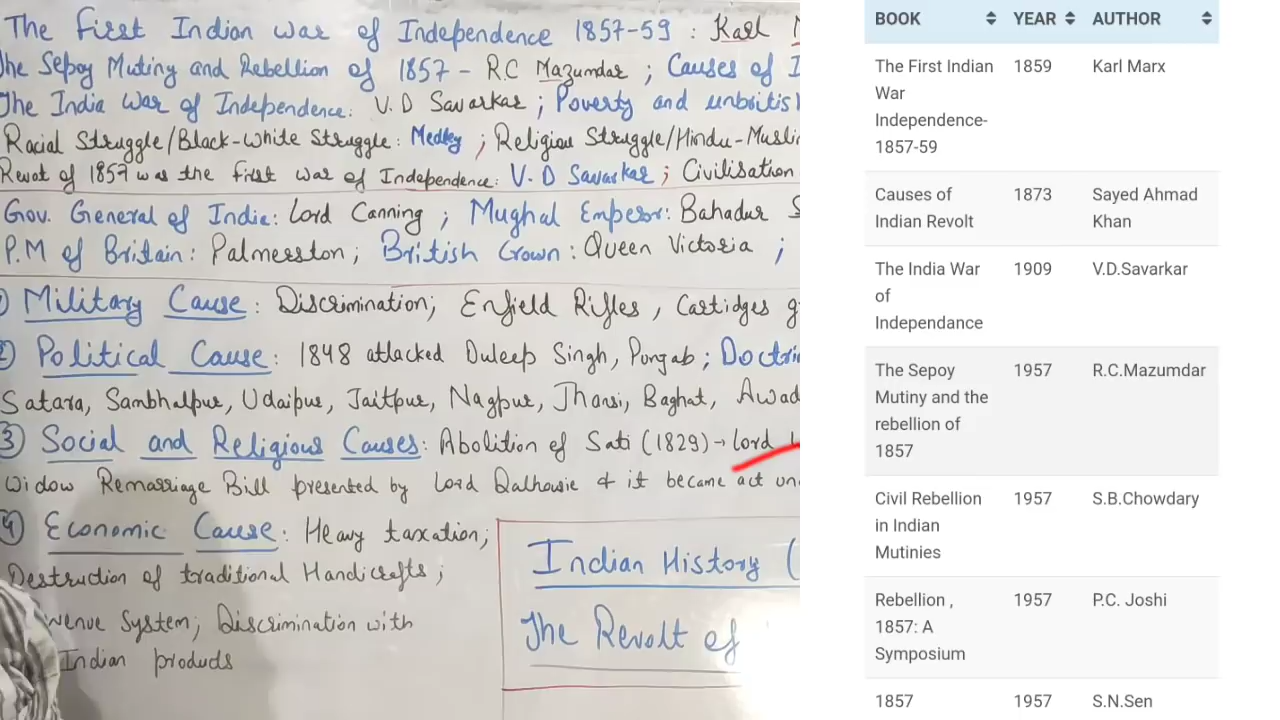 The First Indian War of Independence 1857-59 : Karl M
The Sepoy Mutiny and Rebellion of 1857 - R.C Mazumdar ; Causes of I
The India War of Independence: V.D Savarkar ; Poverty and unbritish
Racial Struggle/Black-White Struggle: Medley ; Religious Struggle/Hindu-Musli
Revolt of 1857 was the first war of Independence: V.D Savarkar ; Civilisation
Gov. General of India: Lord Canning ; Mughal Emperor: Bahadur S
P.M of Britain: Palmerston ; British Crown : Queen Victoria ;
Military Cause : Discrimination; Enfield Rifles , Cartidges g
2) Political Cause : 1848 attacked Duleep Singh, Punjab ; Doctri
Satara, Sambhalpur, Udaipur, Jaitpur, Nagpur, Jhansi, Baghat, Awad
3 Social and Religious Causes : Abolition of Sati (1829) → Lord
Widow Remarriage Bill presented by Lord Dalhousie & it became act un
4 Economic Cause : Heavy taxation;
Destruction of traditional Handicrafts ;
venue System; Discrimination with
Indian products
Indian History (
The Revolt of
BOOK YEAR AUTHOR
The First Indian 1859 Karl Marx
War
Independence-
1857-59
Causes of 1873 Sayed Ahmad
Indian Revolt Khan
The India War 1909 V.D.Savarkar
of
Independance
The Sepoy 1957 R.C.Mazumdar
Mutiny and the
rebellion of
1857
Civil Rebellion 1957 S.B.Chowdary
in Indian
Mutinies
Rebellion , 1957 P.C. Joshi
1857: A
Symposium
1857 1957 S.N.Sen